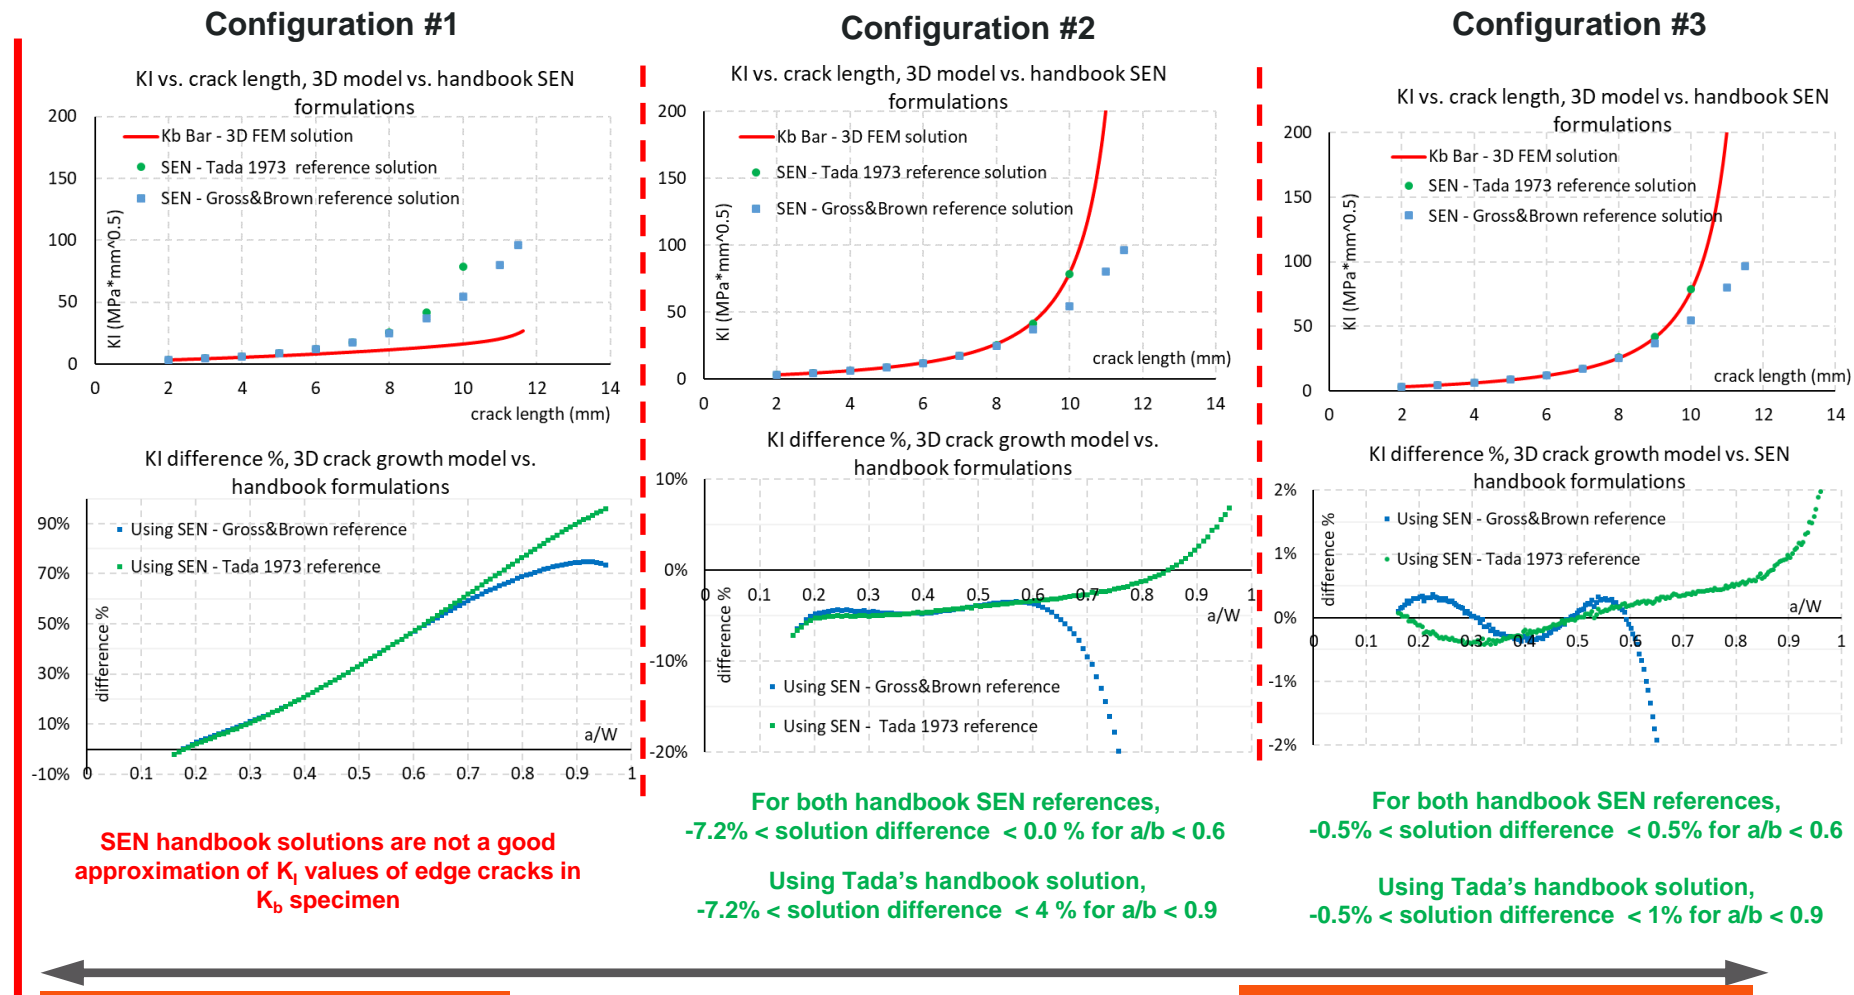 Configuration #1
KI vs. crack length, 3D model vs. handbook SEN
formulations
200
150
100
50
0
KI (MPa*mm^0.5)
Kb Bar - 3D FEM solution
SEN - Tada 1973 reference solution
SEN - Gross&Brown reference solution
0 2 4 6 8 10 12 14
crack length (mm)
KI difference %, 3D crack growth model vs.
handbook formulations
90%
70%
50%
30%
10%
-10%
difference %
Using SEN - Gross&Brown reference
Using SEN - Tada 1973 reference
a/W
0 0.1 0.2 0.3 0.4 0.5 0.6 0.7 0.8 0.9 1
SEN handbook solutions are not a good
approximation of KI values of edge cracks in
Kb specimen
Configuration #2
KI vs. crack length, 3D model vs. handbook SEN
formulations
200
150
100
50
0
KI (MPa*mm^0.5)
Kb Bar - 3D FEM solution
SEN - Tada 1973 reference solution
SEN - Gross&Brown reference solution
crack length (mm)
0 2 4 6 8 10 12 14
KI difference %, 3D crack growth model vs.
handbook formulations
10%
0%
-10%
-20%
0 0.1 0.2 0.3 0.4 0.5 0.6 0.7 0.8 0.9 1
a/W
difference %
Using SEN - Gross&Brown reference
Using SEN - Tada 1973 reference
For both handbook SEN references,
-7.2% < solution difference < 0.0 % for a/b < 0.6
Using Tada's handbook solution,
-7.2% < solution difference < 4 % for a/b < 0.9
Configuration #3
KI vs. crack length, 3D model vs. handbook SEN
formulations
200
150
100
50
0
KI (MPa*mm^0.5)
Kb Bar - 3D FEM solution
SEN - Tada 1973 reference solution
SEN - Gross&Brown reference solution
crack length (mm)
0 2 4 6 8 10 12 14
KI difference %, 3D crack growth model vs. SEN
handbook formulations
2%
1%
0%
-1%
-2%
difference %
Using SEN - Gross&Brown reference
Using SEN - Tada 1973 reference
a/W
0 0.1 0.2 0.3 0.4 0.5 0.6 0.7 0.8 0.9 1
For both handbook SEN references,
-0.5% < solution difference < 0.5% for a/b < 0.6
Using Tada's handbook solution,
-0.5% < solution difference < 1% for a/b < 0.9